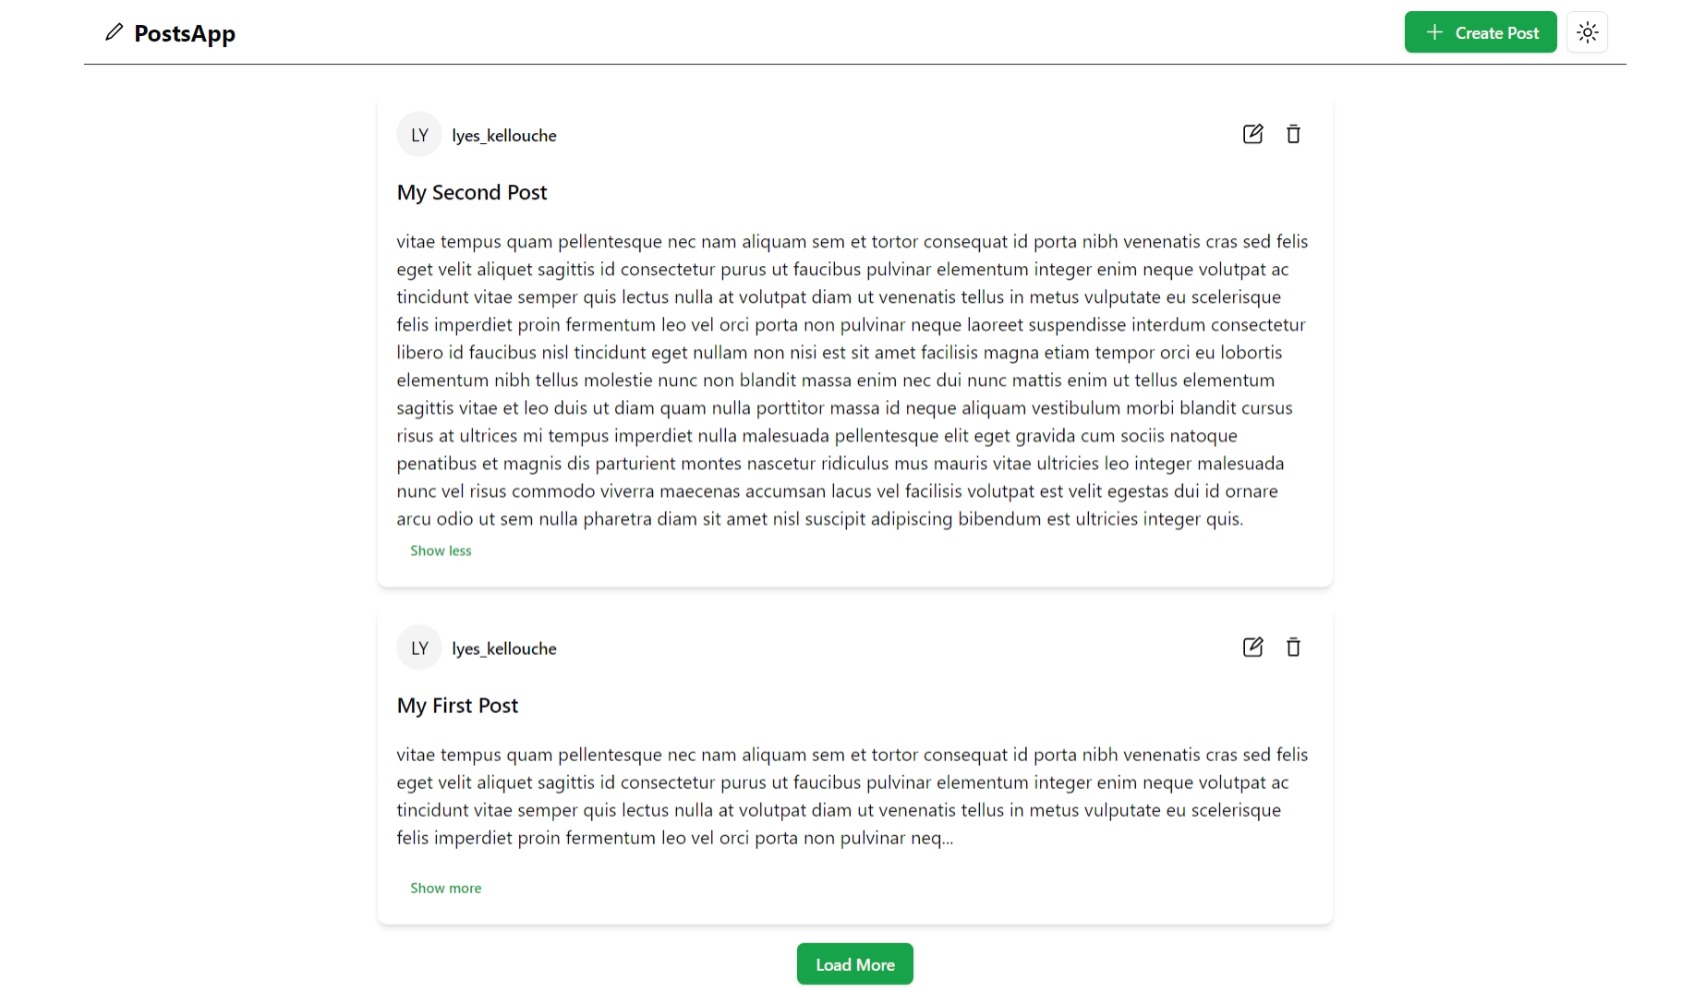 PostsApp
Create Post
LY
lyes_kellouche
My Second Post
vitae tempus quam pellentesque nec nam aliquam sem et tortor consequat id porta nibh venenatis cras sed felis
eget velit aliquet sagittis id consectetur purus ut faucibus pulvinar elementum integer enim neque volutpat ac
tincidunt vitae semper quis lectus nulla at volutpat diam ut venenatis tellus in metus vulputate eu scelerisque
felis imperdiet proin fermentum leo vel orci porta non pulvinar neque laoreet suspendisse interdum consectetur
libero id faucibus nisl tincidunt eget nullam non nisi est sit amet facilisis magna etiam tempor orci eu lobortis
elementum nibh tellus molestie nunc non blandit massa enim nec dui nunc mattis enim ut tellus elementum
sagittis vitae et leo duis ut diam quam nulla porttitor massa id neque aliquam vestibulum morbi blandit cursus
risus at ultrices mi tempus imperdiet nulla malesuada pellentesque elit eget gravida cum sociis natoque
penatibus et magnis dis parturient montes nascetur ridiculus mus mauris vitae ultricies leo integer malesuada
nunc vel risus commodo viverra maecenas accumsan lacus vel facilisis volutpat est velit egestas dui id ornare
arcu odio ut sem nulla pharetra diam sit amet nisl suscipit adipiscing bibendum est ultricies integer quis.
Show less
LY
lyes_kellouche
My First Post
vitae tempus quam pellentesque nec nam aliquam sem et tortor consequat id porta nibh venenatis cras sed felis
eget velit aliquet sagittis id consectetur purus ut faucibus pulvinar elementum integer enim neque volutpat ac
tincidunt vitae semper quis lectus nulla at volutpat diam ut venenatis tellus in metus vulputate eu scelerisque
felis imperdiet proin fermentum leo vel orci porta non pulvinar neq...
Show more
Load More